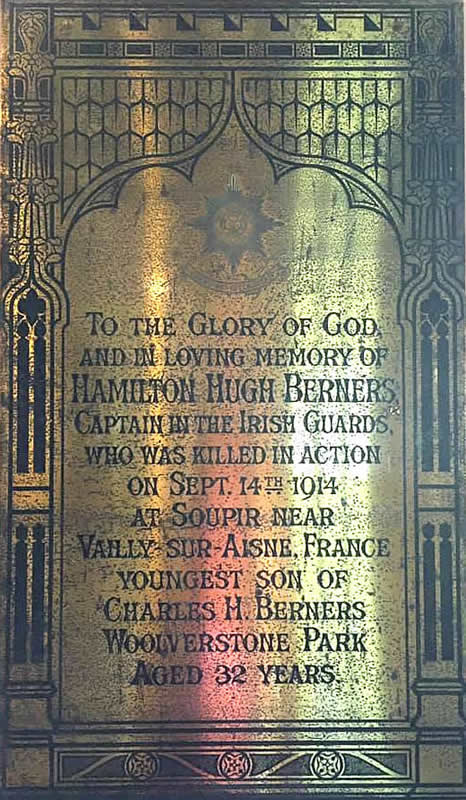 To the Glory of God,
and in loving memory of
Hamilton Hugh Berners,
Captain in the Irish Guards,
who was killed in action
on Sept. 14th 1914
at Soupir near
Vailly-sur-Aisne, France
youngest son of
Charles H. Berners
Woolverstone Park
Aged 32 years.